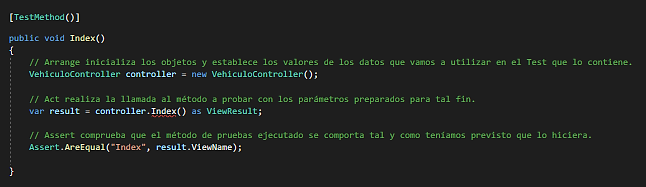 [TestMethod()]
public void Index()
{
// Arrange inicializa los objetos y establece los valores de los datos que vamos a utilizar en el Test que lo contiene.
VehiculoController controller = new VehiculoController();
// Act realiza la llamada al método a probar con los parámetros preparados para tal fin.
var result = controller.Index() as ViewResult;
// Assert comprueba que el método de pruebas ejecutado se comporta tal y como teníamos previsto que lo hiciera.
Assert.AreEqual("Index", result.ViewName);
}